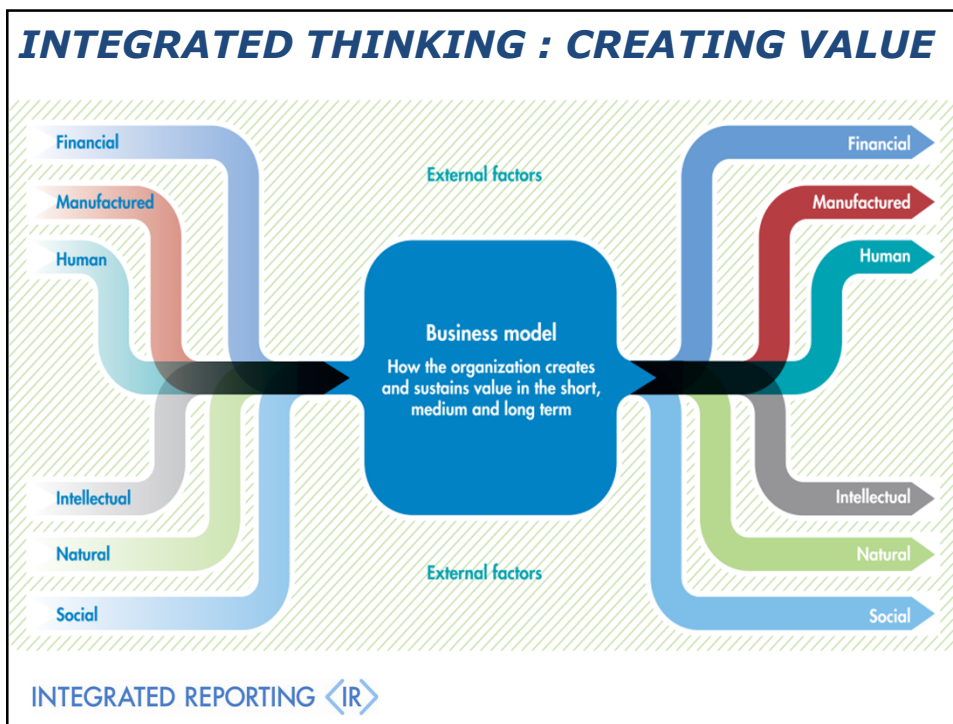 INTEGRATED THINKING : CREATING VALUE
Financial
Manufactured
Human
Intellectual
Natural
Social
External factors
Business model
How the organization creates
and sustains value in the short,
medium and long term
External factors
Financial
Manufactured
Human
Intellectual
Natural
Social
INTEGRATED REPORTING <IR>